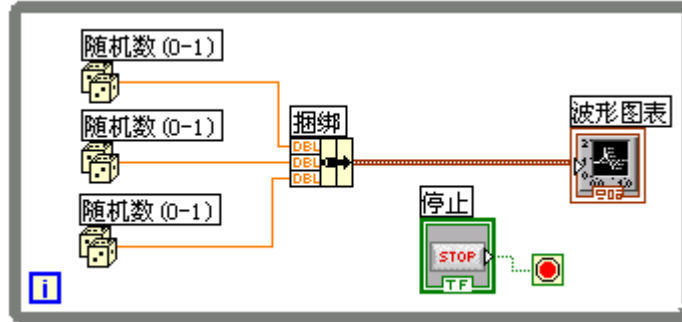 随机数(0-1)
随机数(0-1)
随机数(0-1)
捆绑
DBL
DBL
DBL
波形图表
停止
STOP
TF
i